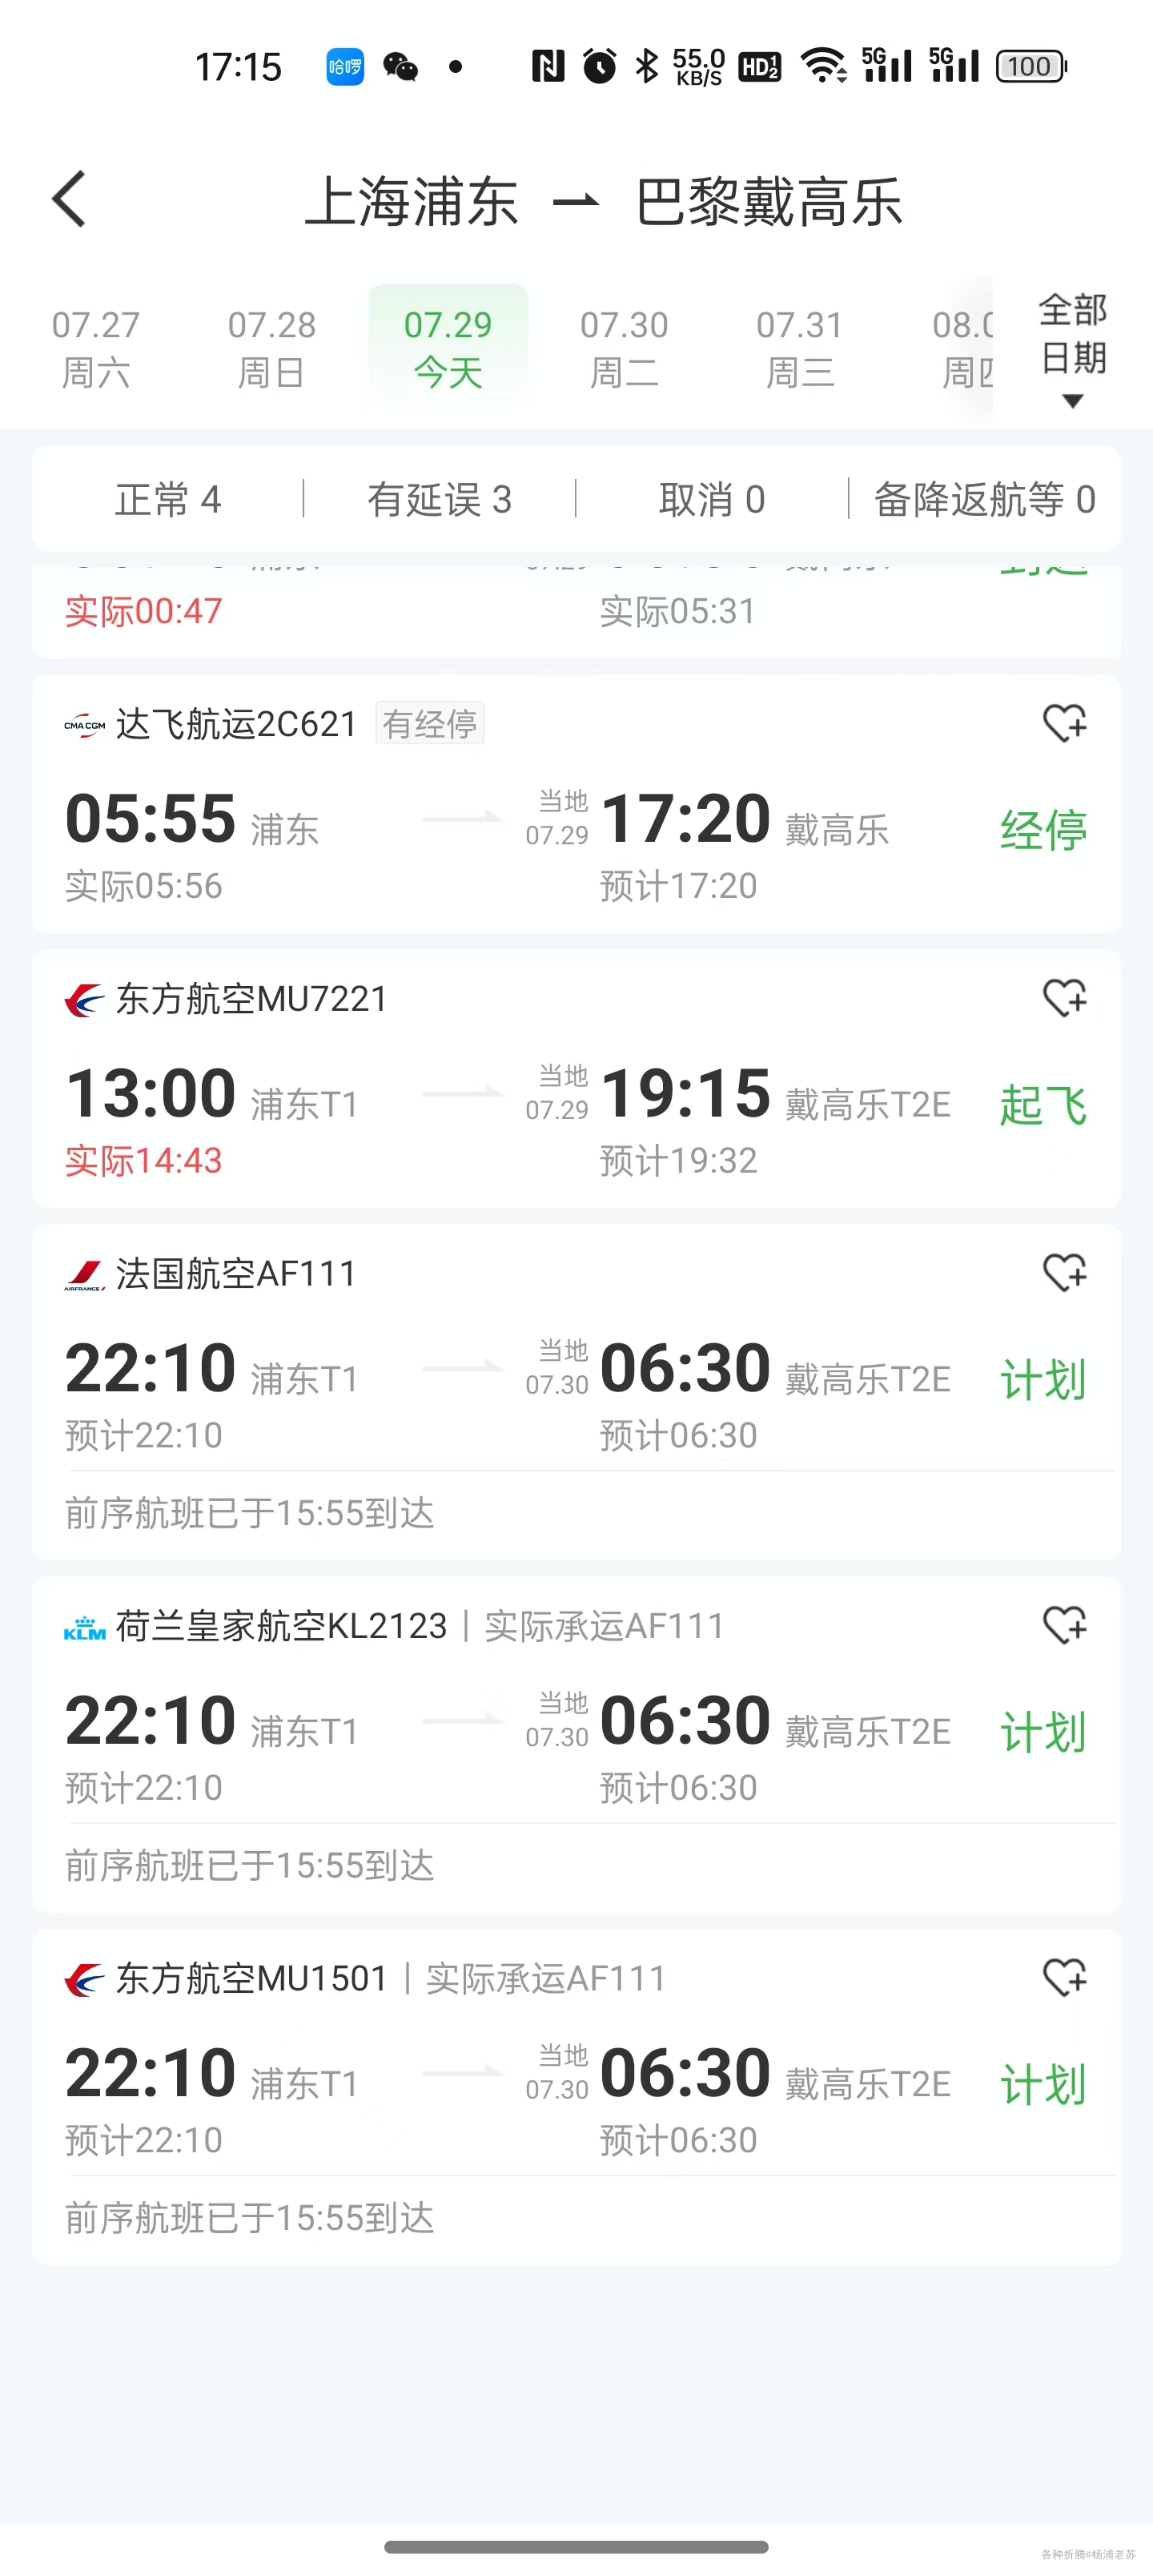 17:15 哈啰 N 55.0 KB/S HD 1 2 5G 5G 100
上海浦东 巴黎戴高乐
07.27 07.28 07.29 07.30 07.31 08.0 全部
周六 周日 今天 周二 周三 周四 日期
正常 4 有延误 3 取消 0 备降返航等 0
实际00:47 实际05:31
CMA CGM 达飞航运2C621 有经停
05:55 浦东 当地 07.29 17:20 戴高乐 经停
实际05:56 预计17:20
东方航空MU7221
13:00 浦东T1 当地 07.29 19:15 戴高乐T2E 起飞
实际14:43 预计19:32
AIRFRANCE 法国航空AF111
22:10 浦东T1 当地 07.30 06:30 戴高乐T2E 计划
预计22:10 预计06:30
前序航班已于15:55到达
KLM 荷兰皇家航空KL2123 | 实际承运AF111
22:10 浦东T1 当地 07.30 06:30 戴高乐T2E 计划
预计22:10 预计06:30
前序航班已于15:55到达
东方航空MU1501 | 实际承运AF111
22:10 浦东T1 当地 07.30 06:30 戴高乐T2E 计划
预计22:10 预计06:30
前序航班已于15:55到达
各种折腾@杨浦老苏